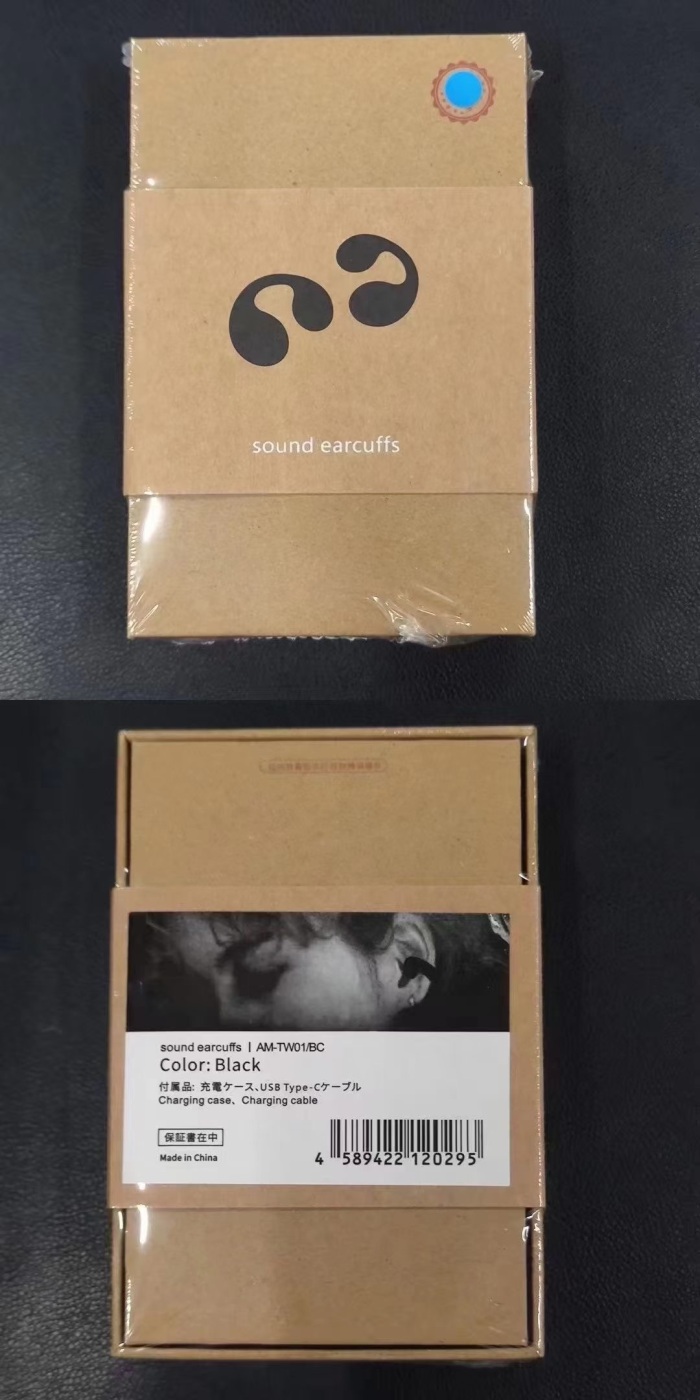 sound earcuffs
sound earcuffs | AM-TW01/BC
Color: Black
付属品: 充電ケース、USB Type-Cケーブル
Charging case、Charging cable
保証書在中
Made in China
4 589422 120295